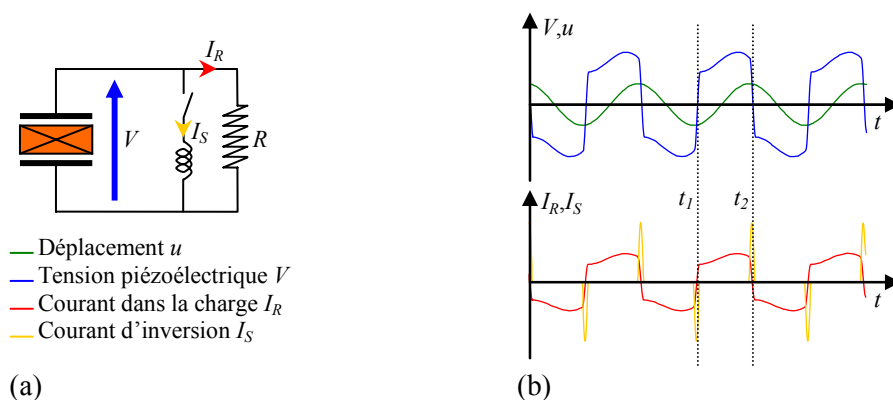 I_R
I_S
V
R
Déplacement u
Tension piézoélectrique V
Courant dans la charge I_R
Courant d'inversion I_S
(a)
V,u
t
t_1
t_2
I_R,I_S
t
(b)